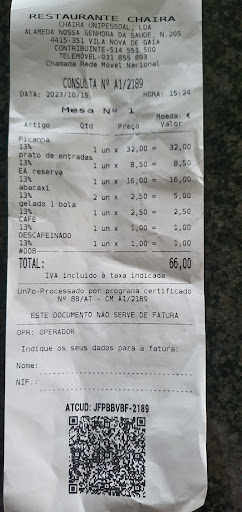 RESTAURANTE CHAIRA
CHAIRA UNIPESSOAL, LDA
ALAMEDA NOSSA SENHORA DA SAUDE, N.205
4415-351 VILA NOVA DE GAIA
CONTRIBUINTE-514 551 500
TELEMÓVEL-931 855 893
Chamada Rede Móvel Nacional
CONSULTA Nº A1/2189
DATA: 2023/10/15 HORA: 15:24
Mesa Nº 1
Moeda: €
Artigo Qtd Preço Valor
Picanha
13% 1 un x 32,00 = 32,00
prato de entradas
13% 1 un x 8,50 = 8,50
EA reserva
13% 1 un x 16,00 = 16,00
abacaxi
13% 2 un x 2,50 = 5,00
gelado 1 bola
13% 1 un x 2,50 = 2,50
CAFE
13% 1 un x 1,00 = 1,00
DESCAFEINADO
13% 1 un x 1,00 = 1,00
#008
TOTAL: 66,00
IVA incluido à taxa indicada
Un7o-Processado por programa certificado
Nº 88/AT - CM A1/2189
ESTE DOCUMENTO NÃO SERVE DE FATURA
OPR: OPERADOR
Indique os seus dados para a fatura:
Nome:
NIF.:
ATCUD: JFPBBVBF-2189